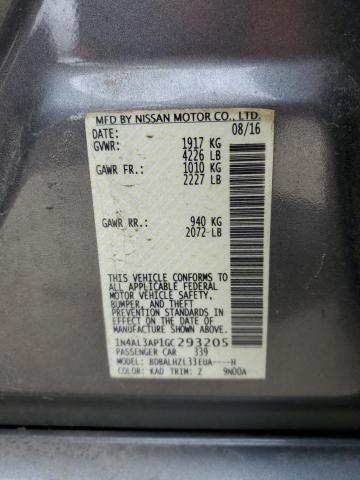 MFD BY NISSAN MOTOR CO., LTD.
DATE: 08/16
GVWR: 1917 KG
4226 LB
GAWR FR.: 1010 KG
2227 LB
GAWR RR.: 940 KG
2072 LB
THIS VEHICLE CONFORMS TO
ALL APPLICABLE FEDERAL
MOTOR VEHICLE SAFETY,
BUMPER, AND THEFT
PREVENTION STANDARDS IN
EFFECT ON THE DATE OF
MANUFACTURE SHOWN ABOVE.
1N4AL3AP1GC293205
PASSENGER CAR 339
MODEL: BDBALHZL33EUA----H
COLOR: KAD TRIM: Z 9N00A